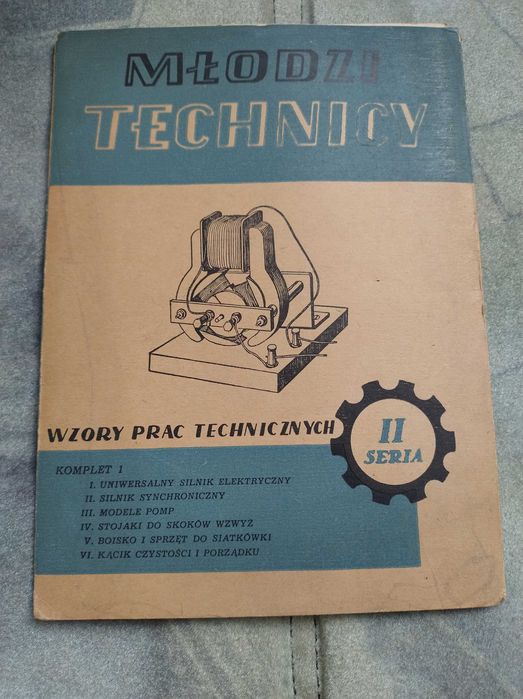 MŁODZI
TECHNICY
WZORY PRAC TECHNICZNYCH
II
SERIA
KOMPLET 1
I. UNIWERSALNY SILNIK ELEKTRYCZNY
II. SILNIK SYNCHRONICZNY
III. MODELE POMP
IV. STOJAKI DO SKOKÓW WZWYŻ
V. BOISKO I SPRZĘT DO SIATKÓWKI
VI. KĄCIK CZYSTOŚCI I PORZĄDKU